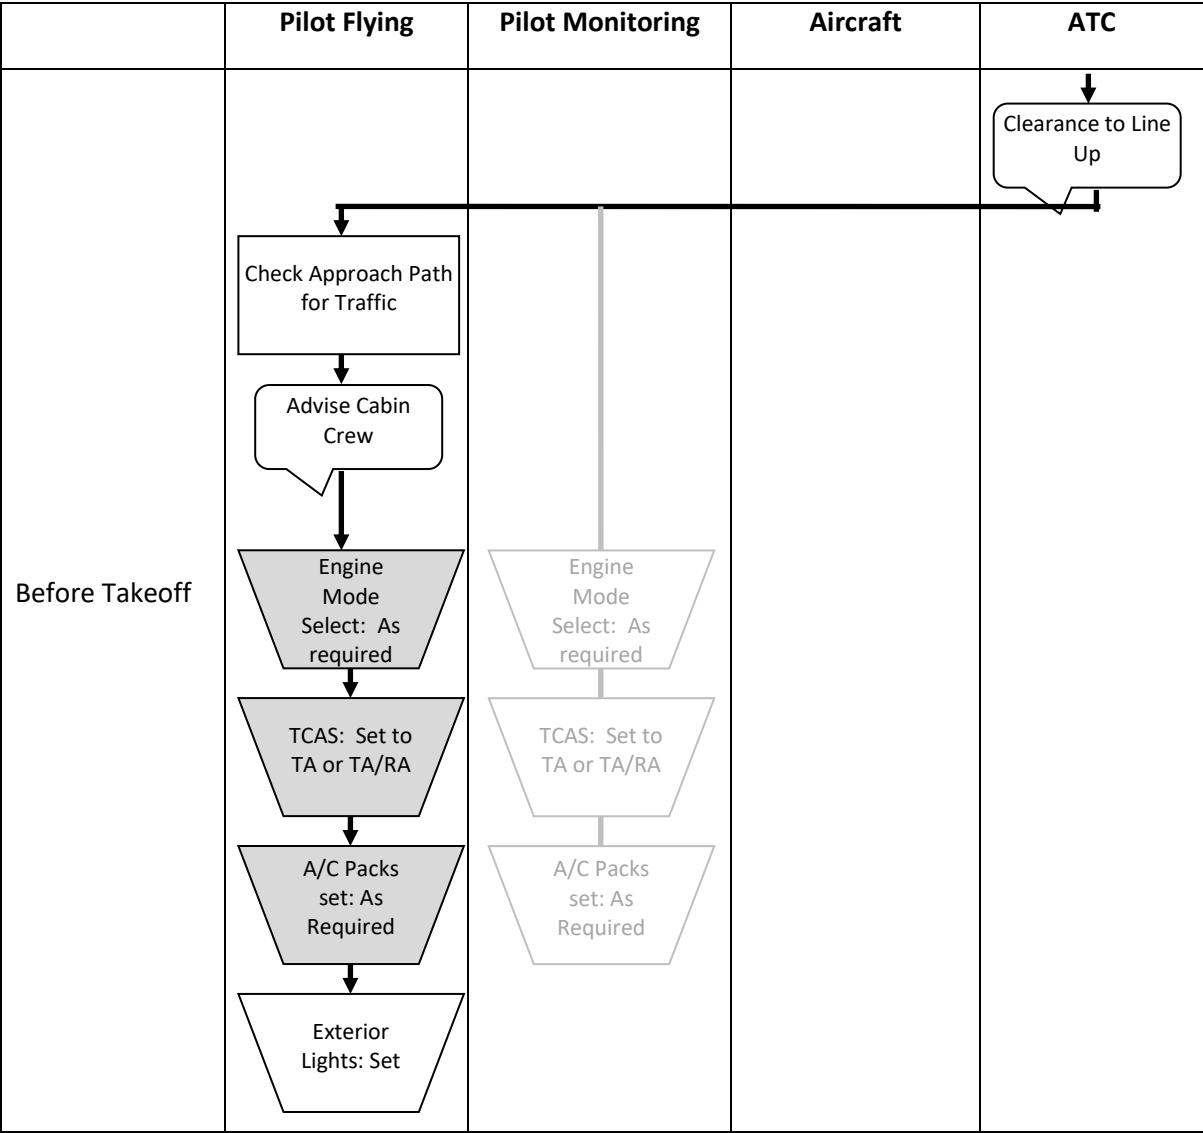 Pilot Flying
Pilot Monitoring
Aircraft
ATC
Before Takeoff
Clearance to Line
Up
Check Approach Path
for Traffic
Advise Cabin
Crew
Engine
Mode
Select:  As
required
TCAS:  Set to
TA or TA/RA
A/C Packs
set: As
Required
Exterior
Lights: Set
Engine
Mode
Select:  As
required
TCAS:  Set to
TA or TA/RA
A/C Packs
set: As
Required